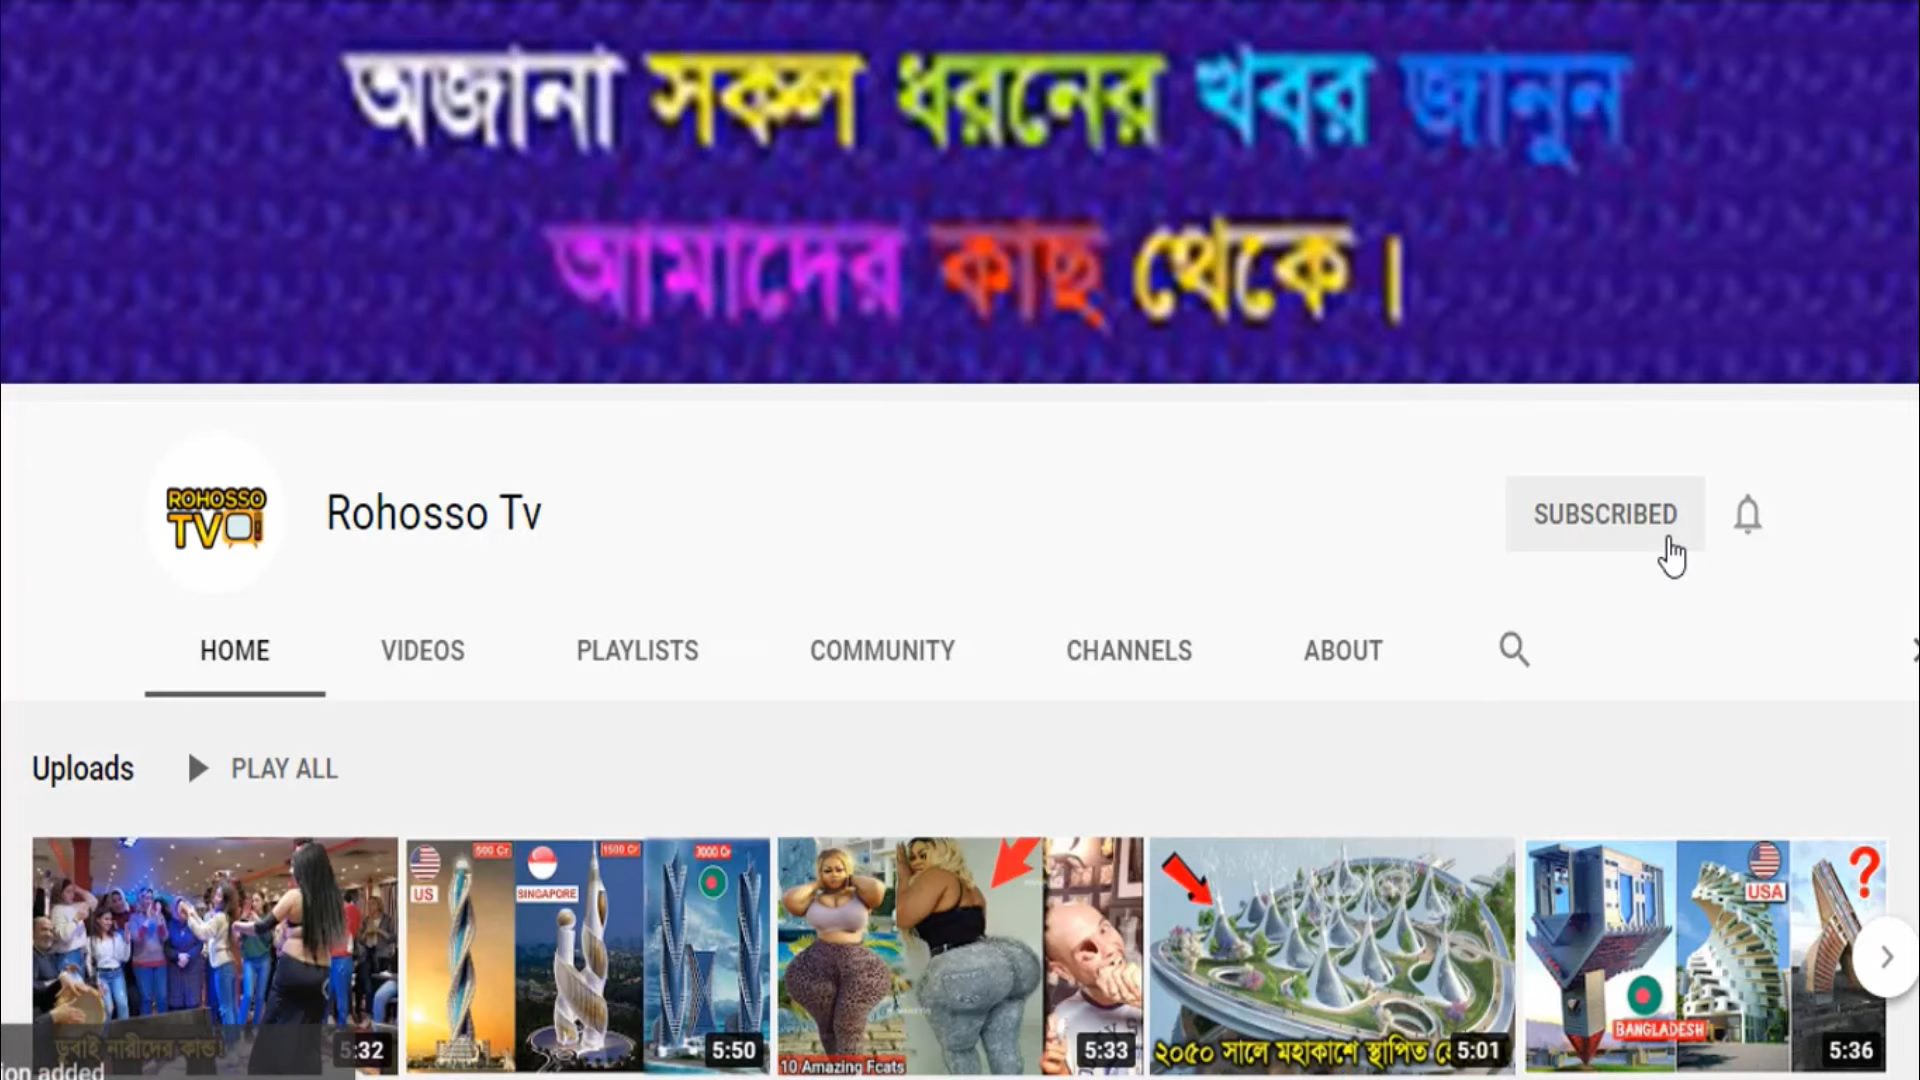 অজানা সকল ধরনের খবর জানুন
আমাদের কাছ থেকে।
ROHOSSO
TV
Rohosso Tv
SUBSCRIBED
HOME
VIDEOS
PLAYLISTS
COMMUNITY
CHANNELS
ABOUT
Uploads
PLAY ALL
ডুবাই নারীদের কান্ড!
5:32
US
500 Cr
SINGAPORE
1500 Cr
3000 Cr
5:50
10 Amazing Fcats
5:33
২০৫০ সালে মহাকাশে স্থাপিত
5:01
BANGLADESH
USA
?
5:36
ion added